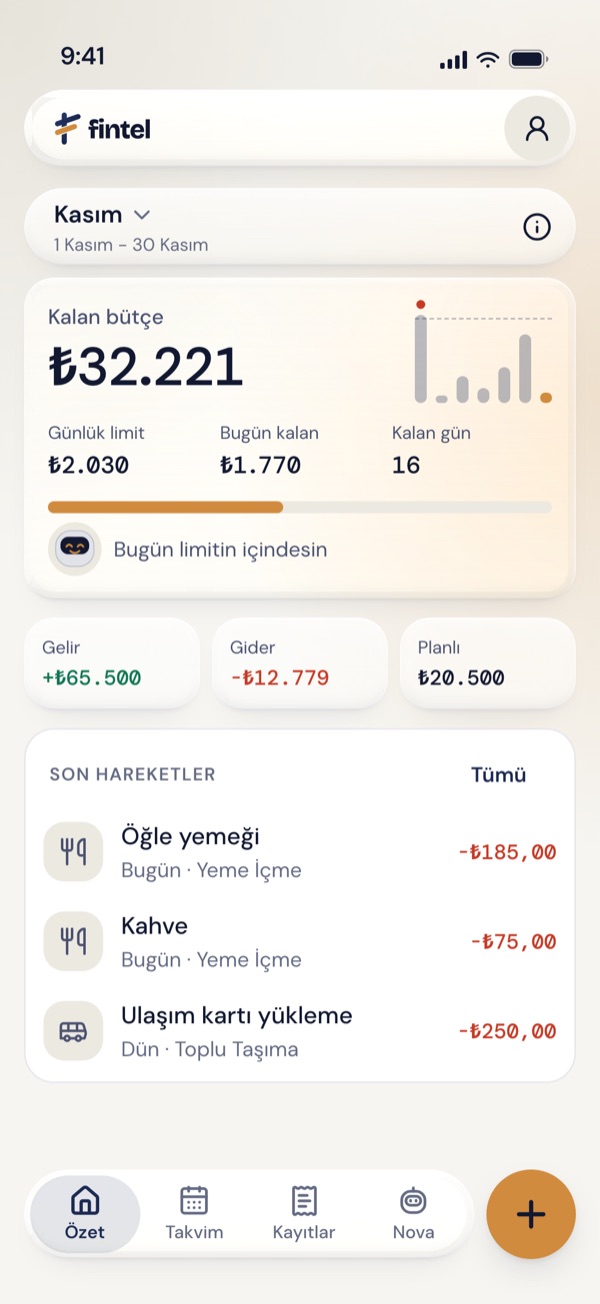 9:41
fintel
Kasım
1 Kasım – 30 Kasım
Kalan bütçe
₺32.221
Günlük limit Bugün kalan Kalan gün
₺2.030 ₺1.770 16
Bugün limitin içindesin
Gelir Gider Planlı
+₺65.500 -₺12.779 ₺20.500
SON HAREKETLER Tümü
Öğle yemeği
Bugün · Yeme İçme
-₺185,00
Kahve
Bugün · Yeme İçme
-₺75,00
Ulaşım kartı yükleme
Dün · Toplu Taşıma
-₺250,00
Özet Takvim Kayıtlar Nova